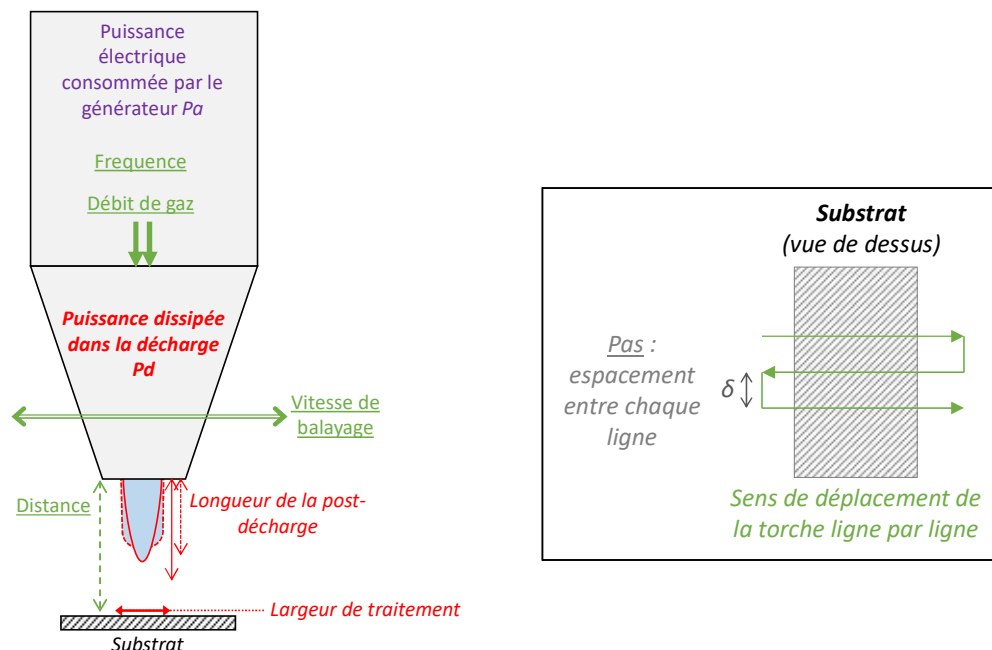 Puissance
électrique
consommée par le
générateur Pa
Frequence
Débit de gaz
Puissance dissipée
dans la décharge
Pd
Vitesse de
balayage
Distance
Longueur de la post-
décharge
Largeur de traitement
Substrat
Substrat
(vue de dessus)
Pas :
espacement
entre chaque
ligne
δ
Sens de déplacement de
la torche ligne par ligne